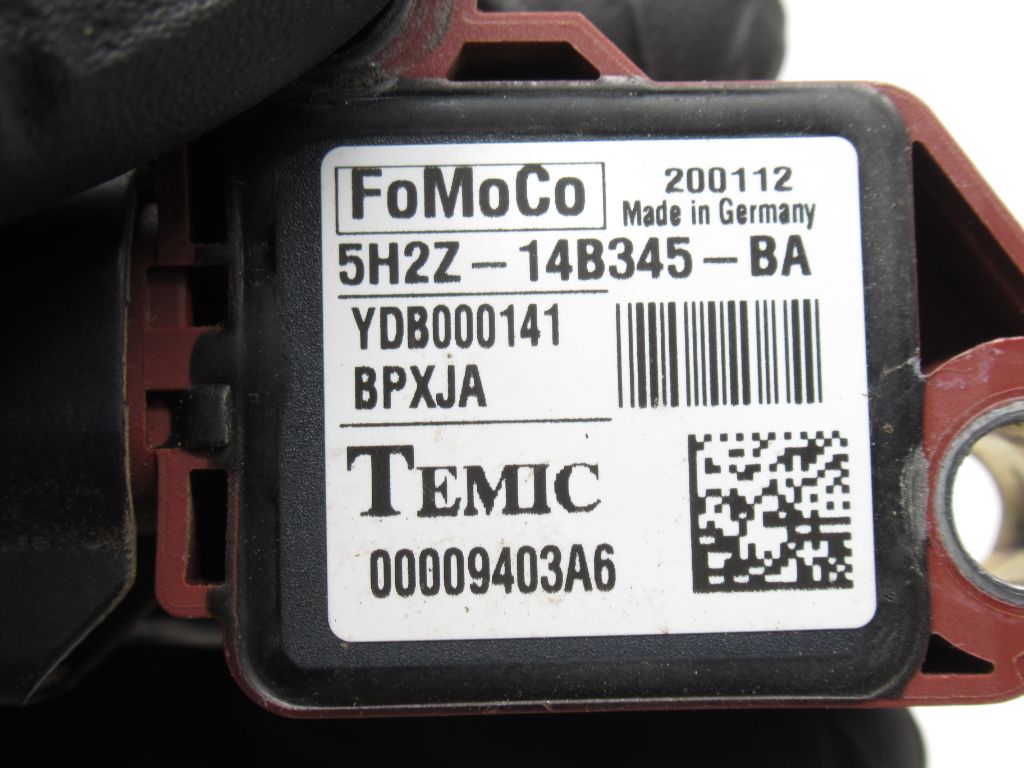 FoMoCo
200112
Made in Germany
5H2Z - 14B345 - BA
YDB000141
BPXJA
TEMIC
00009403A6